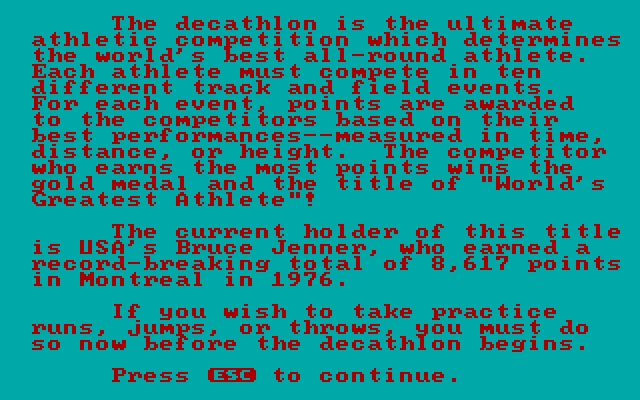 The decathlon is the ultimate
athletic competition which determines
the world's best all-round athlete.
Each athlete must compete in ten
different track and field events.
For each event, points are awarded
to the competitors based on their
best performances--measured in time,
distance, or height.  The competitor
who earns the most points wins the
gold medal and the title of "World's
Greatest Athlete"!
The current holder of this title
is USA's Bruce Jenner, who earned a
record-breaking total of 8,617 points
in Montreal in 1976.
If you wish to take practice
runs, jumps, or throws, you must do
so now before the decathlon begins.
Press ESC to continue.